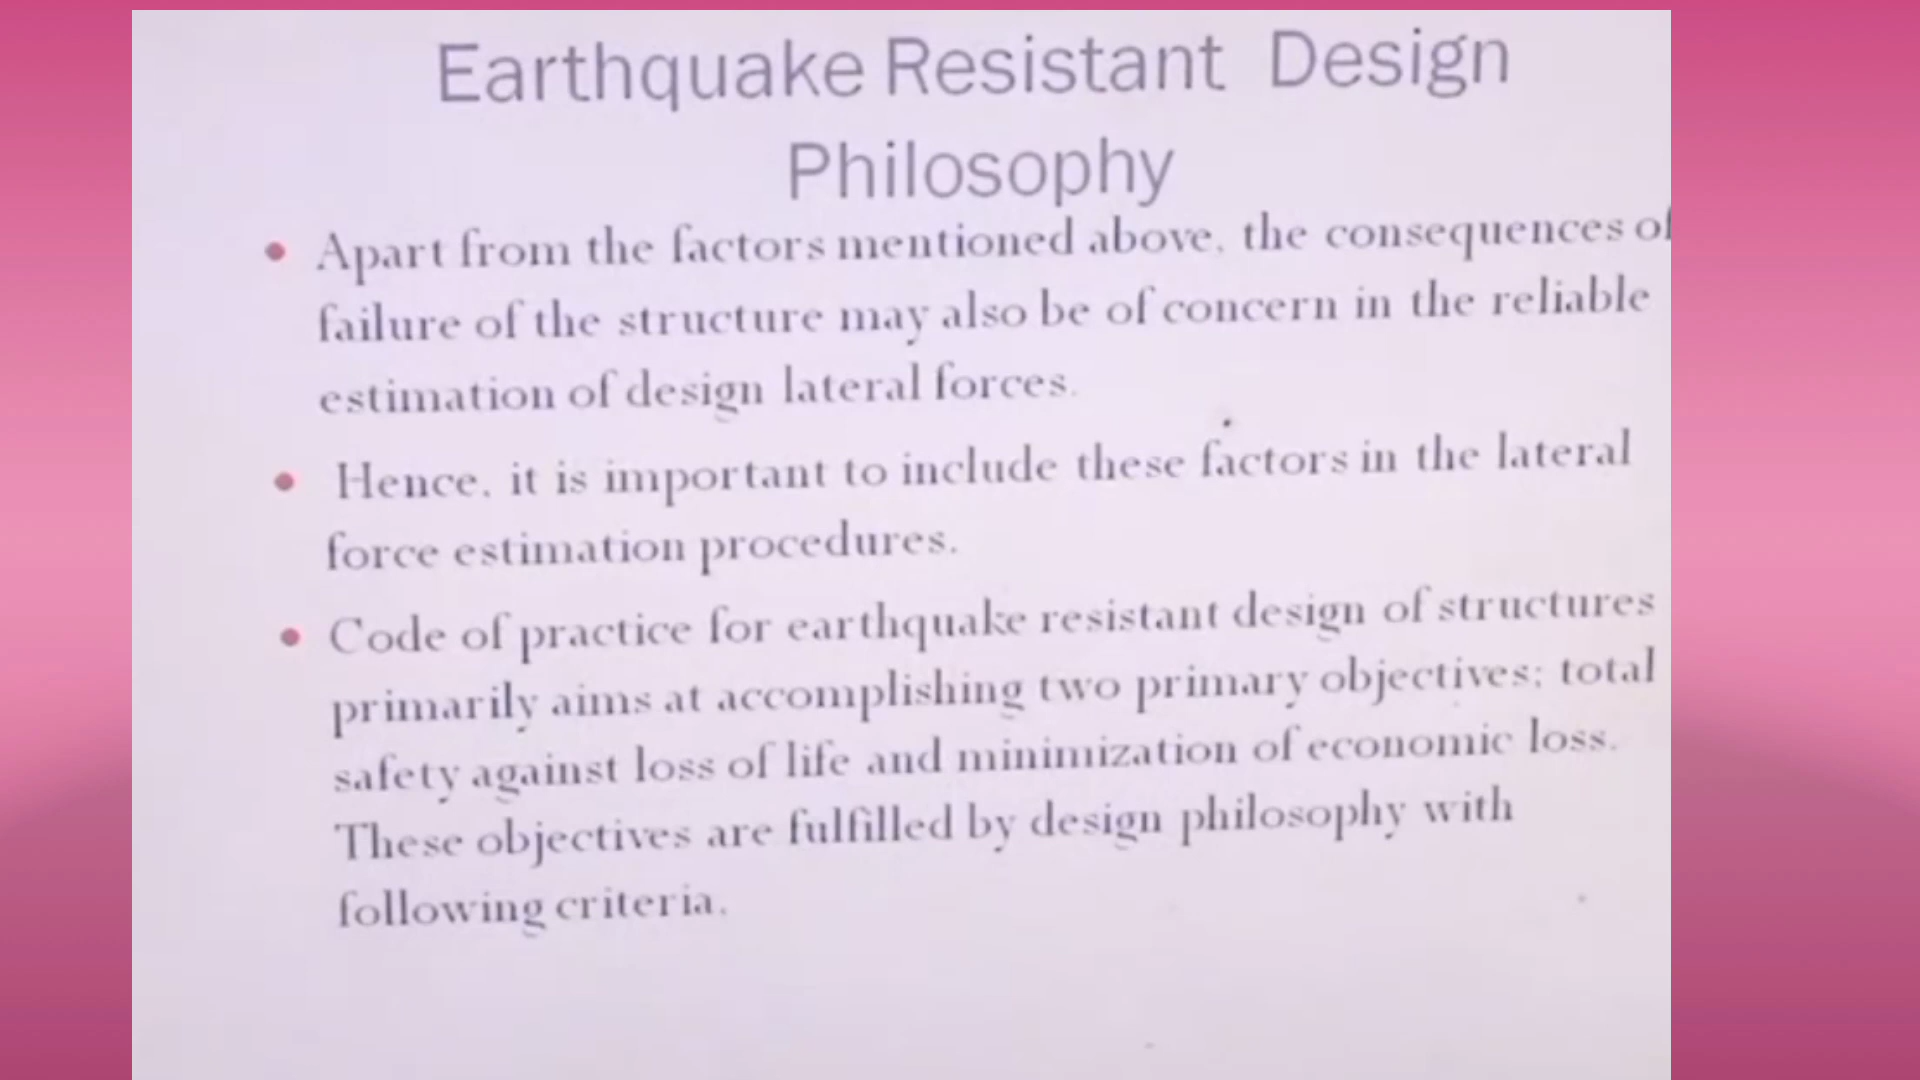 Earthquake Resistant Design
Philosophy
• Apart from the factors mentioned above, the consequences of
failure of the structure may also be of concern in the reliable
estimation of design lateral forces.
• Hence, it is important to include these factors in the lateral
force estimation procedures.
• Code of practice for earthquake resistant design of structures
primarily aims at accomplishing two primary objectives; total
safety against loss of life and minimization of economic loss.
These objectives are fulfilled by design philosophy with
following criteria.